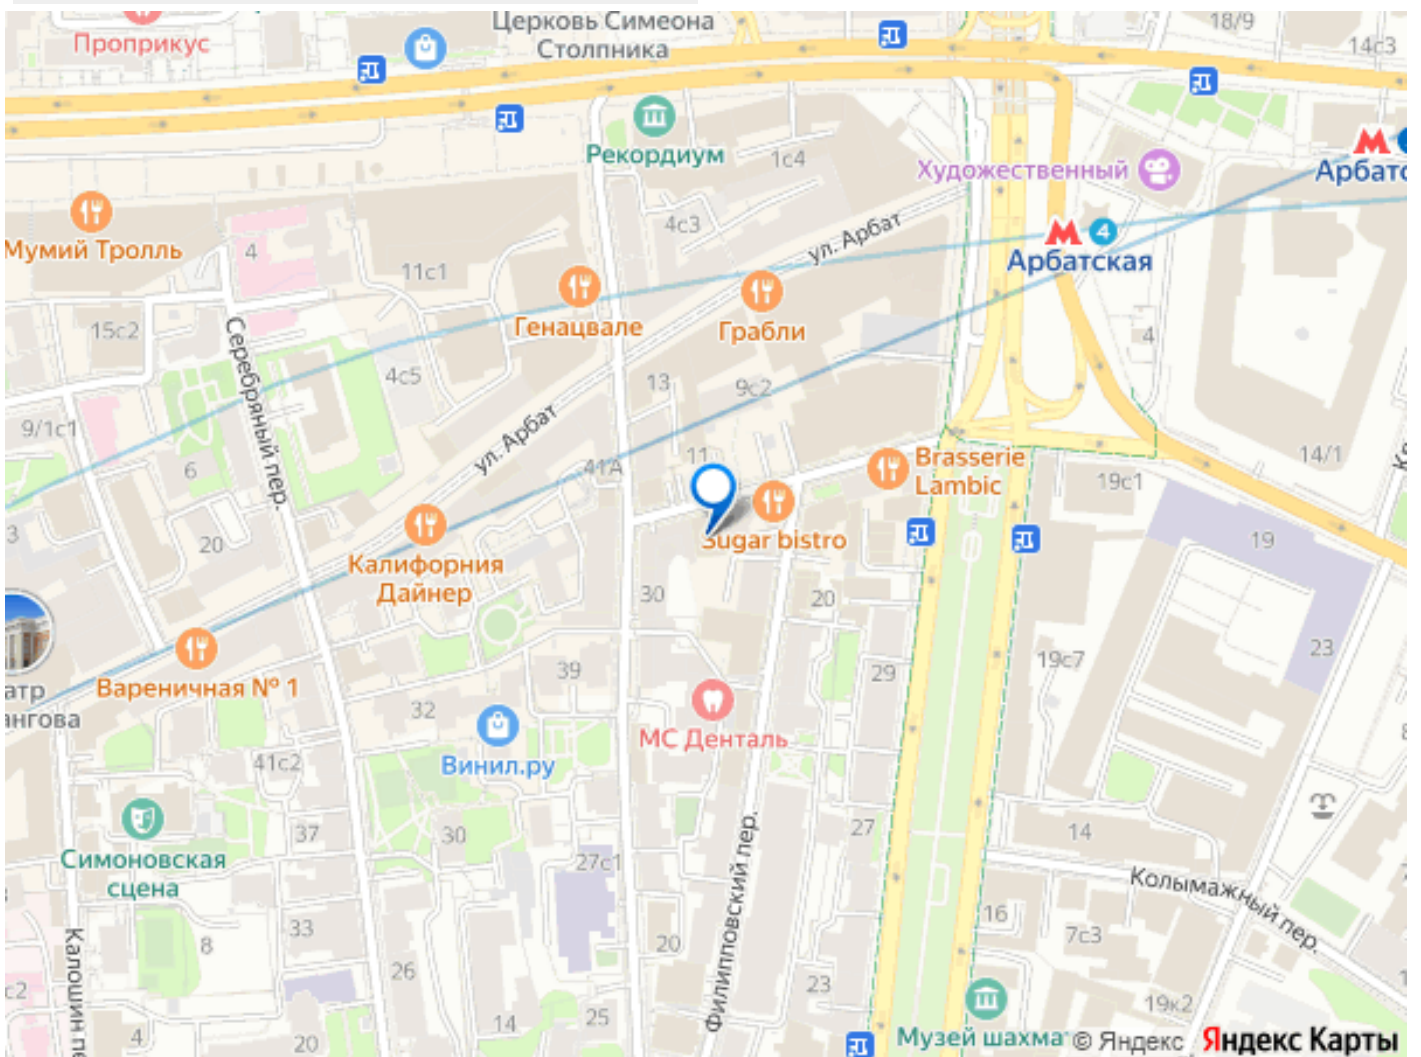 Церковь Симеона
Столпника
18/9
14с3
Проприкус
Рекордиум
1с4
Художественный
Арбатс
4с3
ул. Арбат
4
Арбатская
Мумий Тролль
4
11с1
Генацвале
Грабли
15с2
Серебряный пер.
4с5
13
9с2
4
9/1с1
6
ул. Арбат
41А
11
Brasserie
Lambic
19с1
14/1
3
20
Калифорния
Дайнер
Sugar bistro
19
30
20
19с7
23
Вареничная № 1
39
29
атр
ангова
32
МС Денталь
Винил.ру
41с2
37
30
27
14
Симоновская
сцена
27с1
Филипповский пер.
Колымажный пер.
Калошин пе
8
33
20
16
7с3
26
23
19к2
с2
4
20
14
25
Музей шахма
© Яндекс
Яндекс Карты